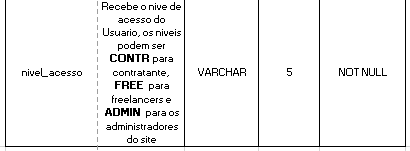 Recebe o nive de
acesso do
Usuario, os niveis
podem ser
CONTR para
contratante,
FREE para
freelancers e
ADMIN para os
administradores
do site
nivel_acesso
VARCHAR
5
NOT NULL